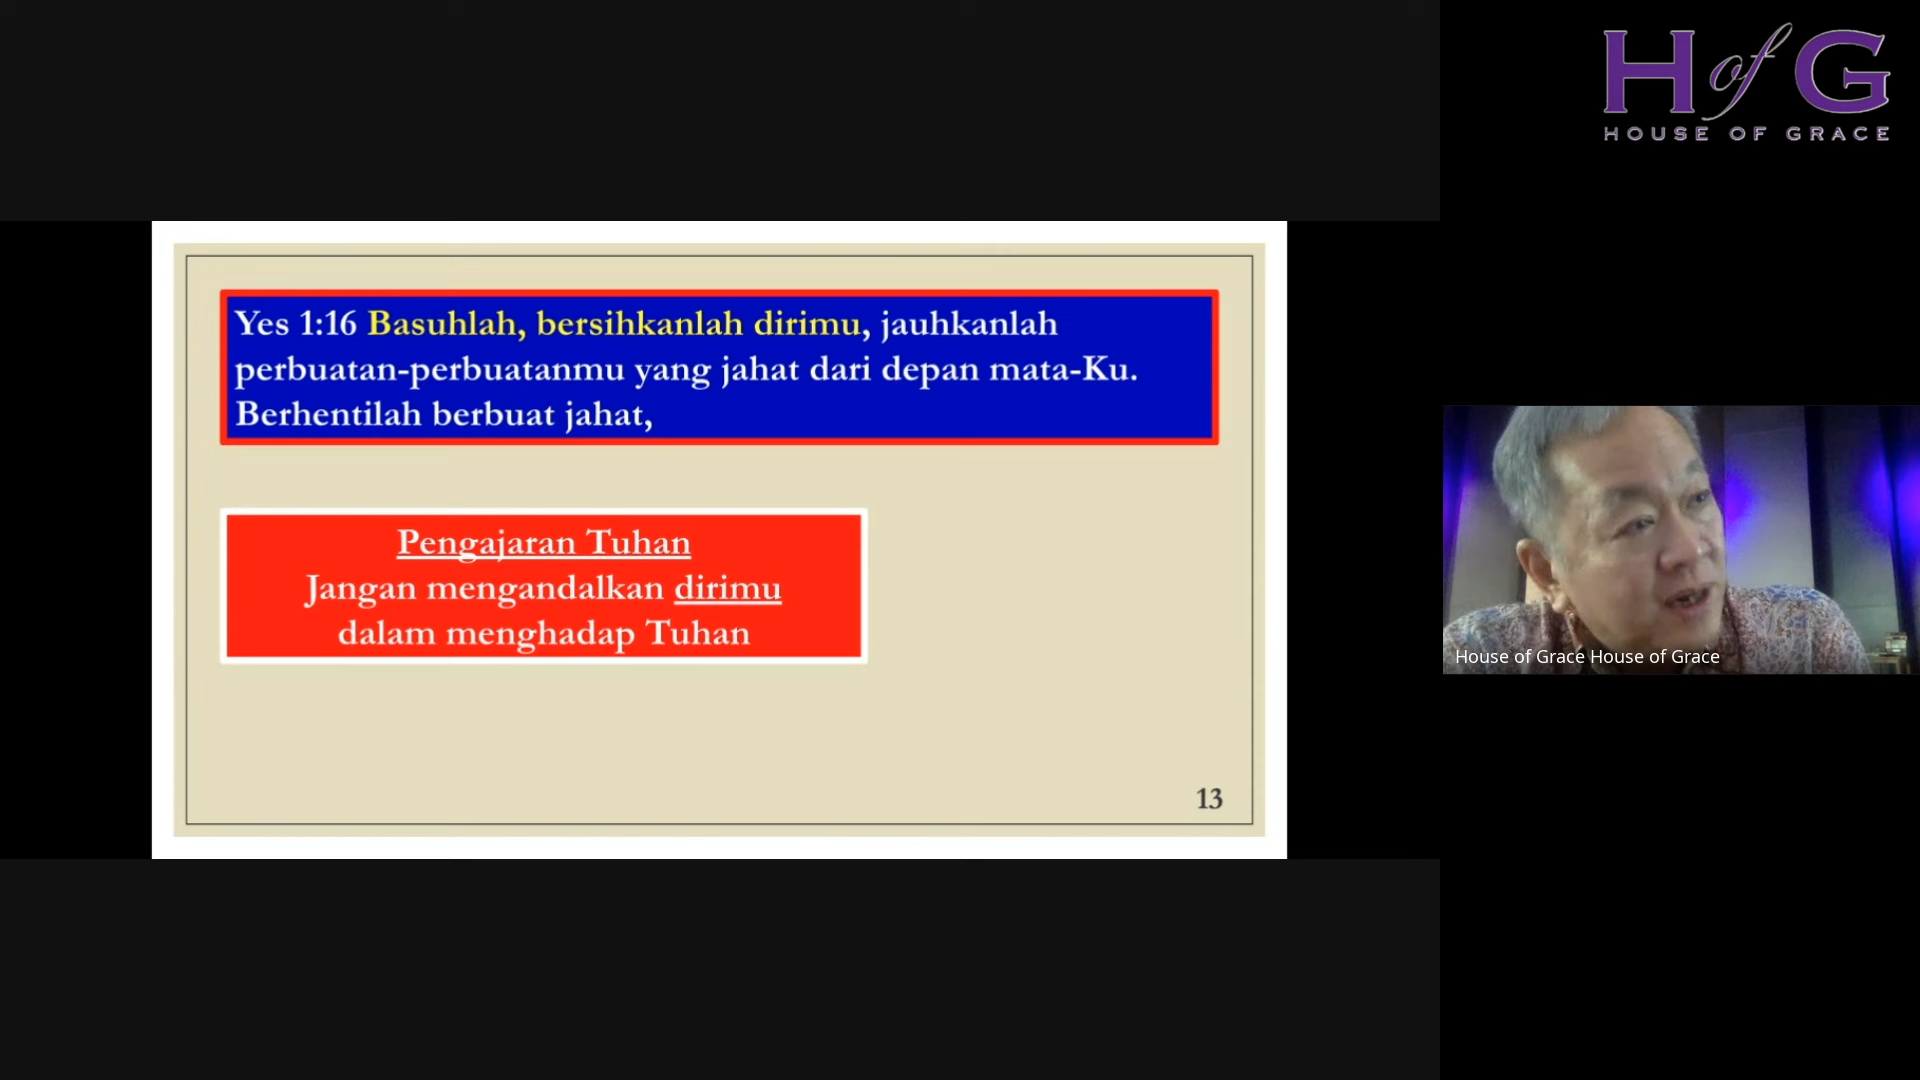 H of G
HOUSE OF GRACE
Yes 1:16 Basuhlah, bersihkanlah dirimu, jauhkanlah
perbuatan-perbuatanmu yang jahat dari depan mata-Ku.
Berhentilah berbuat jahat,
Pengajaran Tuhan
Jangan mengandalkan dirimu
dalam menghadap Tuhan
13
House of Grace House of Grace